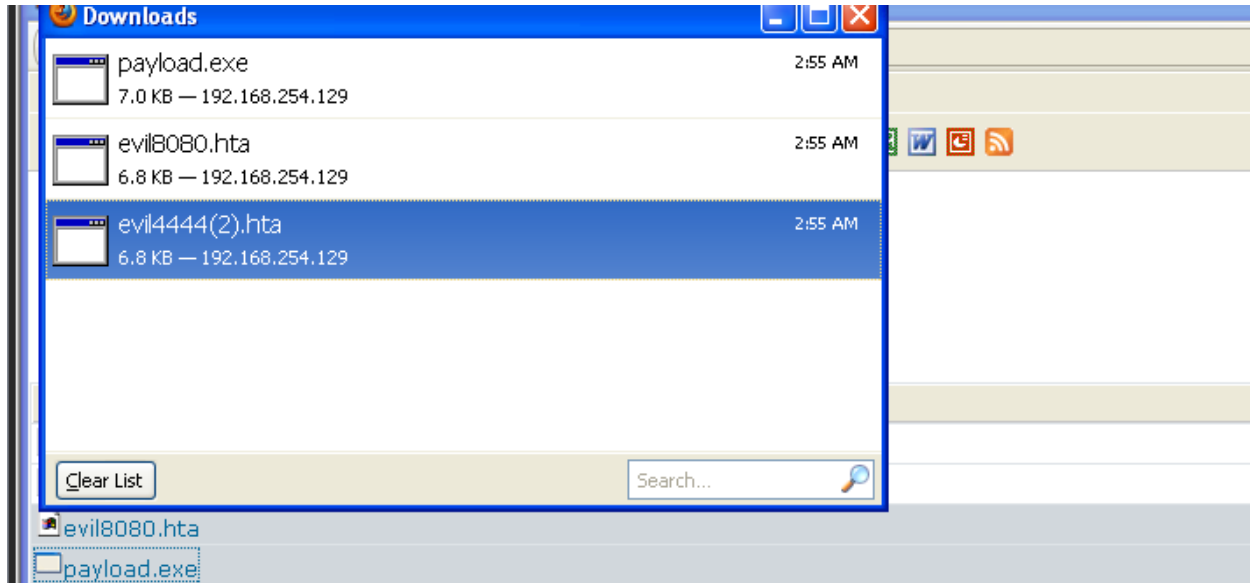 Downloads
payload.exe
2:55 AM
7.0 KB — 192.168.254.129
evil8080.hta
2:55 AM
6.8 KB — 192.168.254.129
evil4444(2).hta
2:55 AM
6.8 KB — 192.168.254.129
Clear List
Search...
evil8080.hta
payload.exe